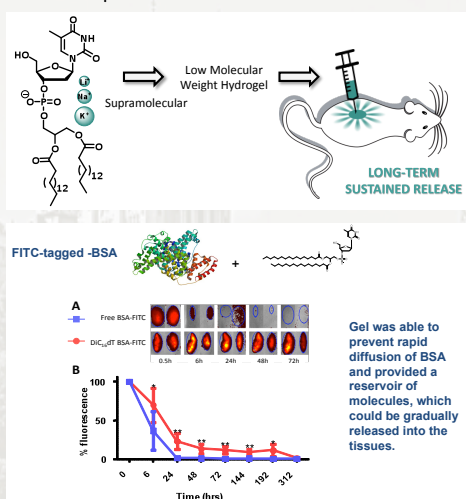 O
NH
HO
N
O
O
O
Li+
⊖O P O
Na+
Supramolecular
K+
Low Molecular
Weight Hydrogel
O
O
O
O
12
12
LONG-TERM
SUSTAINED RELEASE
FITC-tagged -BSA
+
A
Free BSA-FITC
DiC16dT BSA-FITC
0.5h 6h 24h 48h 72h
B
% fluorescence
100
50
0
* ** ** ** ** *
0 6 24 48 72 144 192 312
Time (hrs)
Gel was able to
prevent rapid
diffusion of BSA
and provided a
reservoir of
molecules, which
could be gradually
released into the
tissues.